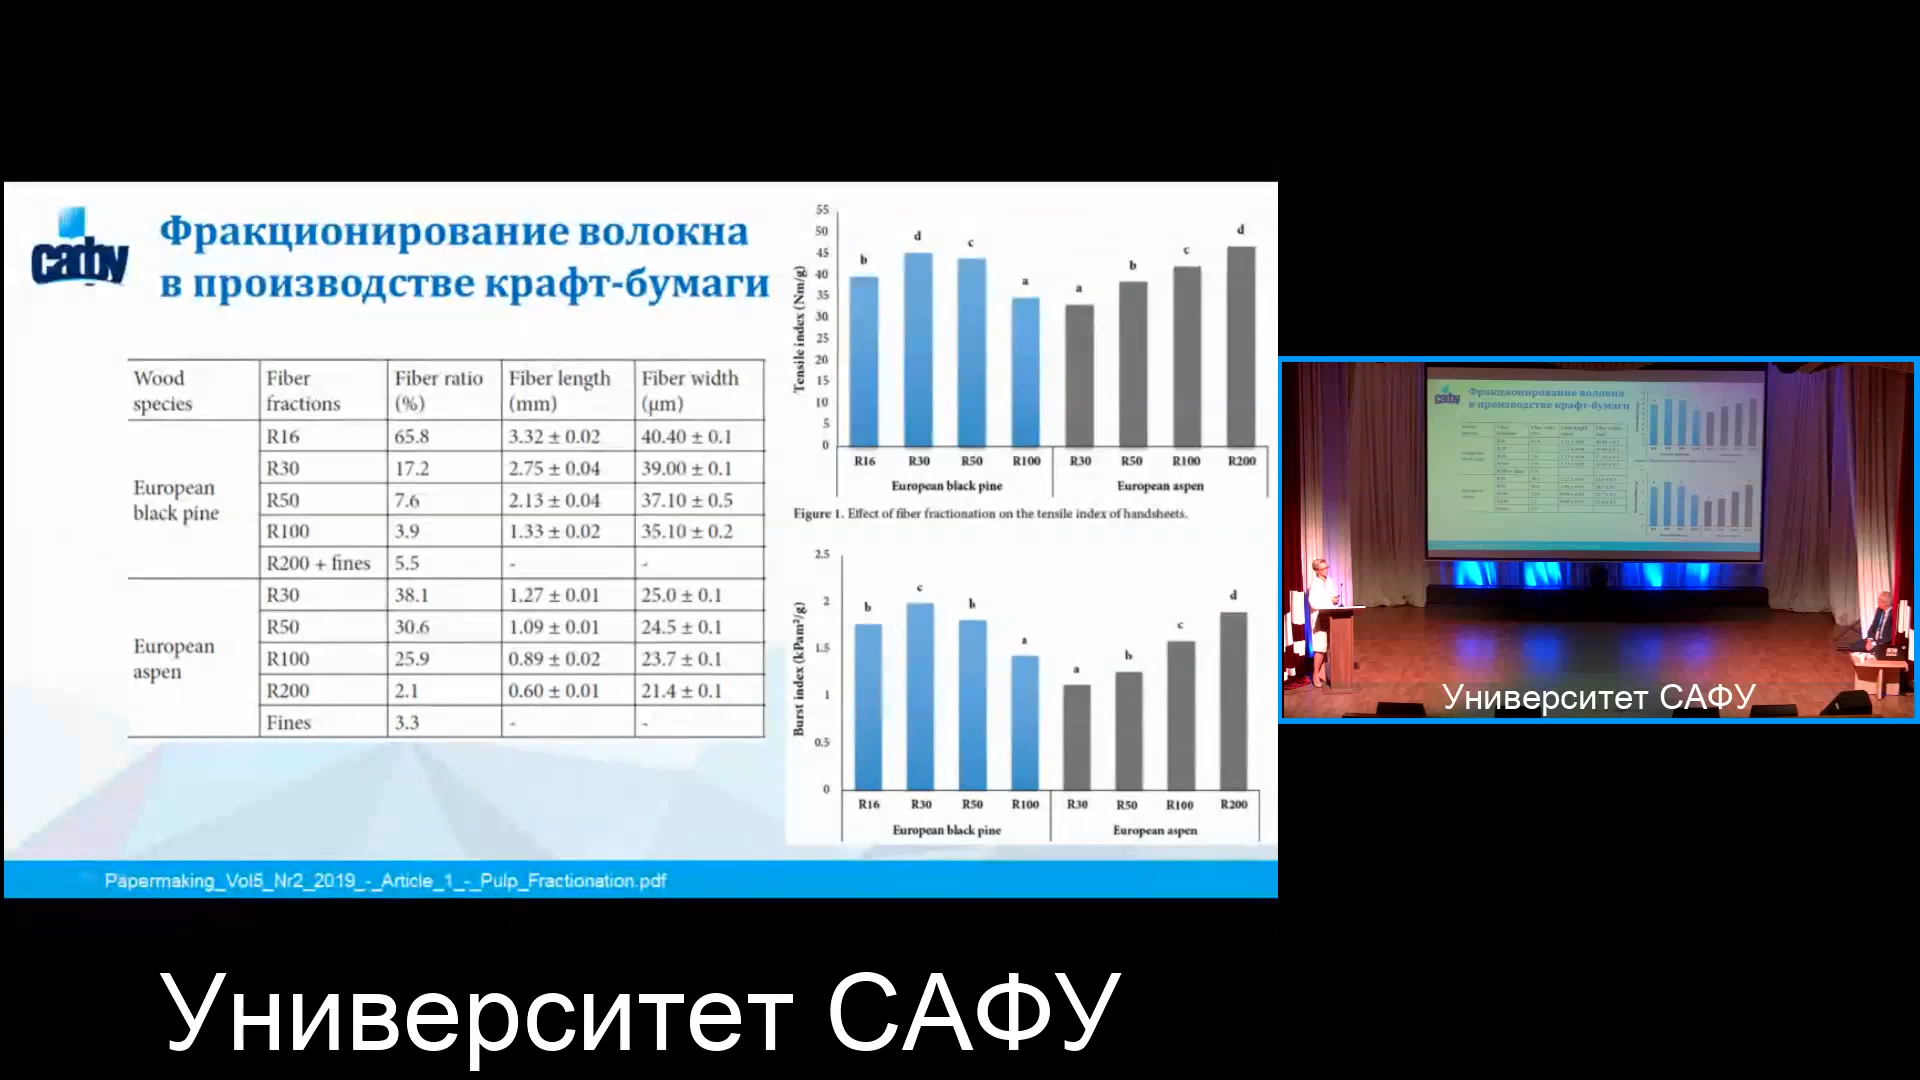 сафу
Фракционирование волокна
в производстве крафт-бумаги
Wood species Fiber fractions Fiber ratio (%) Fiber length (mm) Fiber width (μm)
European black pine R16 65.8 3.32 ± 0.02 40.40 ± 0.1
R30 17.2 2.75 ± 0.04 39.00 ± 0.1
R50 7.6 2.13 ± 0.04 37.10 ± 0.5
R100 3.9 1.33 ± 0.02 35.10 ± 0.2
R200 + fines 5.5 - -
European aspen R30 38.1 1.27 ± 0.01 25.0 ± 0.1
R50 30.6 1.09 ± 0.01 24.5 ± 0.1
R100 25.9 0.89 ± 0.02 23.7 ± 0.1
R200 2.1 0.60 ± 0.01 21.4 ± 0.1
Fines 3.3 - -
Tensile index (Nm/g)
55
50
45
40
35
30
25
20
15
10
5
0
b d c a a b c d
R16 R30 R50 R100 R30 R50 R100 R200
European black pine European aspen
Figure 1. Effect of fiber fractionation on the tensile index of handsheets.
Burst index (kPam²/g)
2.5
2
1.5
1
0.5
0
b c b a a b c d
R16 R30 R50 R100 R30 R50 R100 R200
European black pine European aspen
Papermaking_Vol5_Nr2_2019_-_Article_1_-_Pulp_Fractionation.pdf
Университет САФУ
сафу
Фракционирование волокна
в производстве крафт-бумаги
Университет САФУ